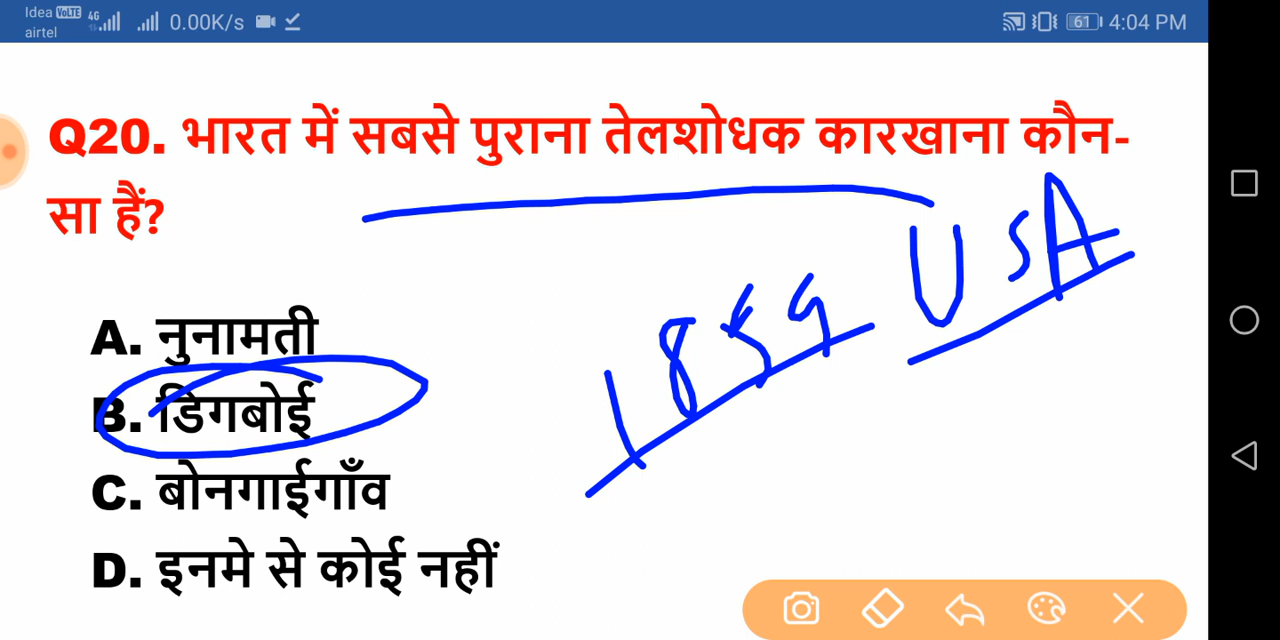 Idea VoLTE 4G 0.00K/s 61 4:04 PM
airtel
Q20. भारत में सबसे पुराना तेलशोधक कारखाना कौन-
सा हैं?
USA
1859
A. नुनामती
B. डिगबोई
C. बोनगाईगाँव
D. इनमे से कोई नहीं